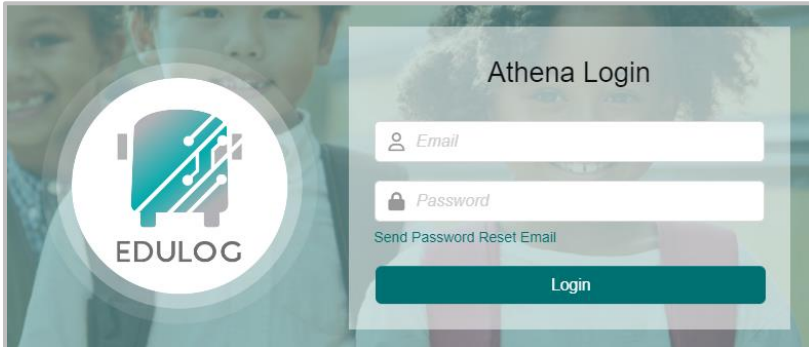 EDULOG
Athena Login
Email
Password
Send Password Reset Email
Login